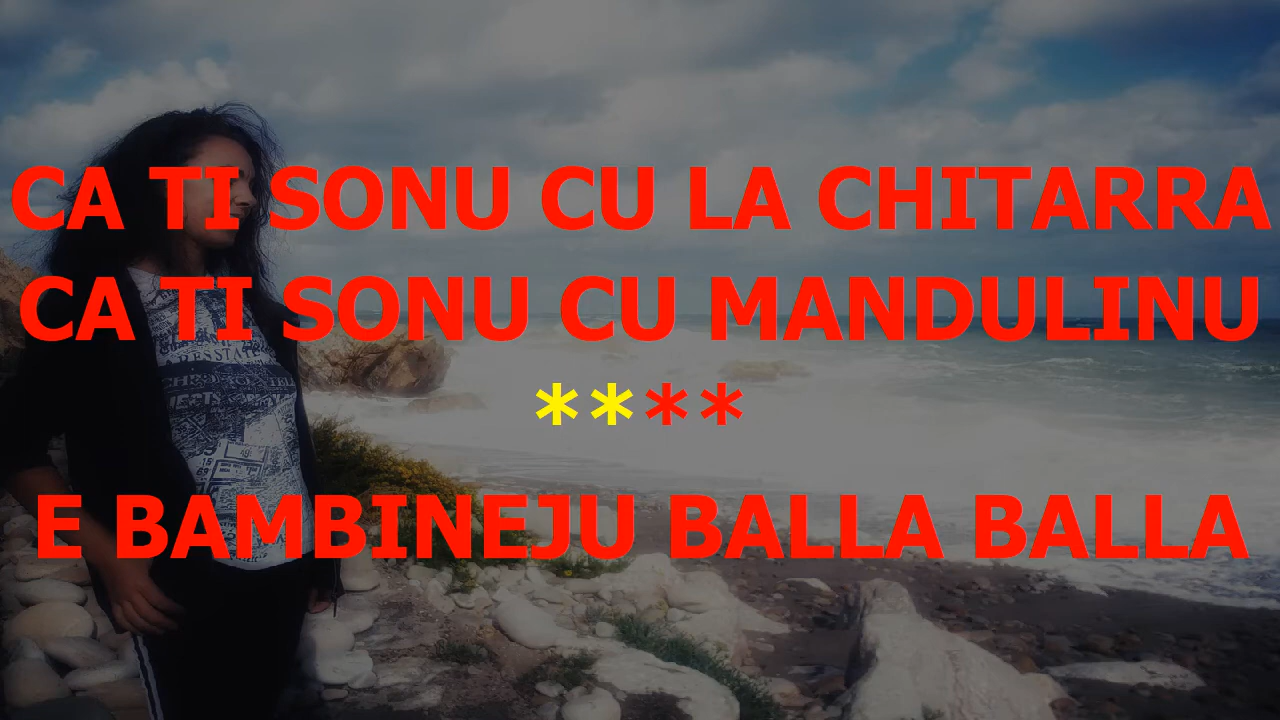 CA TI SONU CU LA CHITARRA
CA TI SONU CU MANDULINU
****
E BAMBINEJU BALLA BALLA